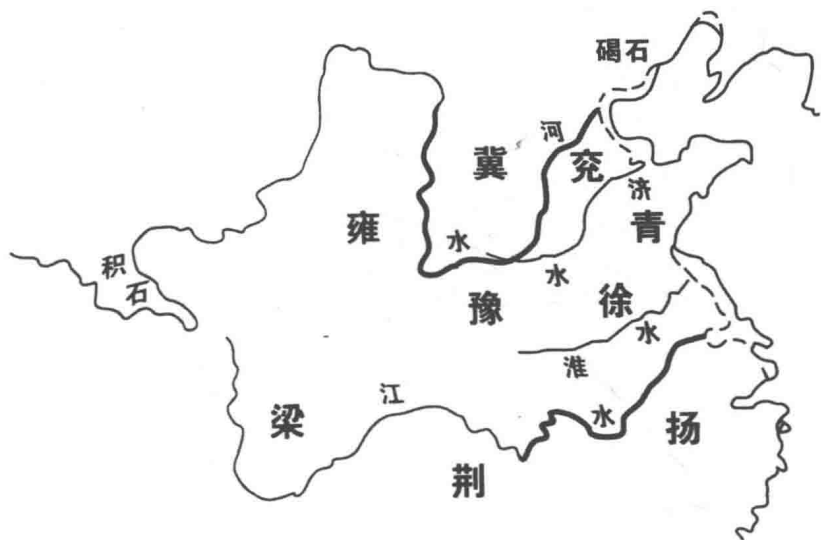 碣石
河
冀
兖
济
水
青
雍
水
水
积石
豫
徐
水
淮
江
水
梁
扬
荆